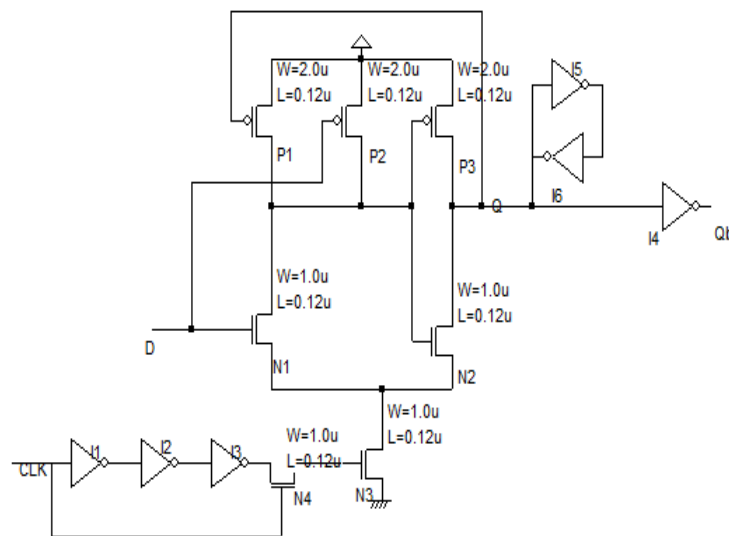 W=2.0u W=2.0u W=2.0u
L=0.12u L=0.12u L=0.12u
I5
P1 P2 P3
I6
Q
I4
Qb
W=1.0u
L=0.12u
W=1.0u
L=0.12u
D
N1
N2
W=1.0u
L=0.12u
W=1.0u
L=0.12u
CLK
I1
I2
I3
N4
N3